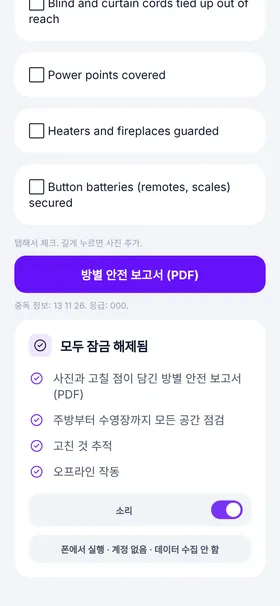 Blind and curtain cords tied up out of
reach
Power points covered
Heaters and fireplaces guarded
Button batteries (remotes, scales)
secured
탭해서 체크. 길게 누르면 사진 추가.
방별 안전 보고서 (PDF)
중독 정보: 13 11 26. 응급: 000.
모두 잠금 해제됨
사진과 고칠 점이 담긴 방별 안전 보고서
(PDF)
주방부터 수영장까지 모든 공간 점검
고친 것 추적
오프라인 작동
소리
폰에서 실행 · 계정 없음 · 데이터 수집 안 함